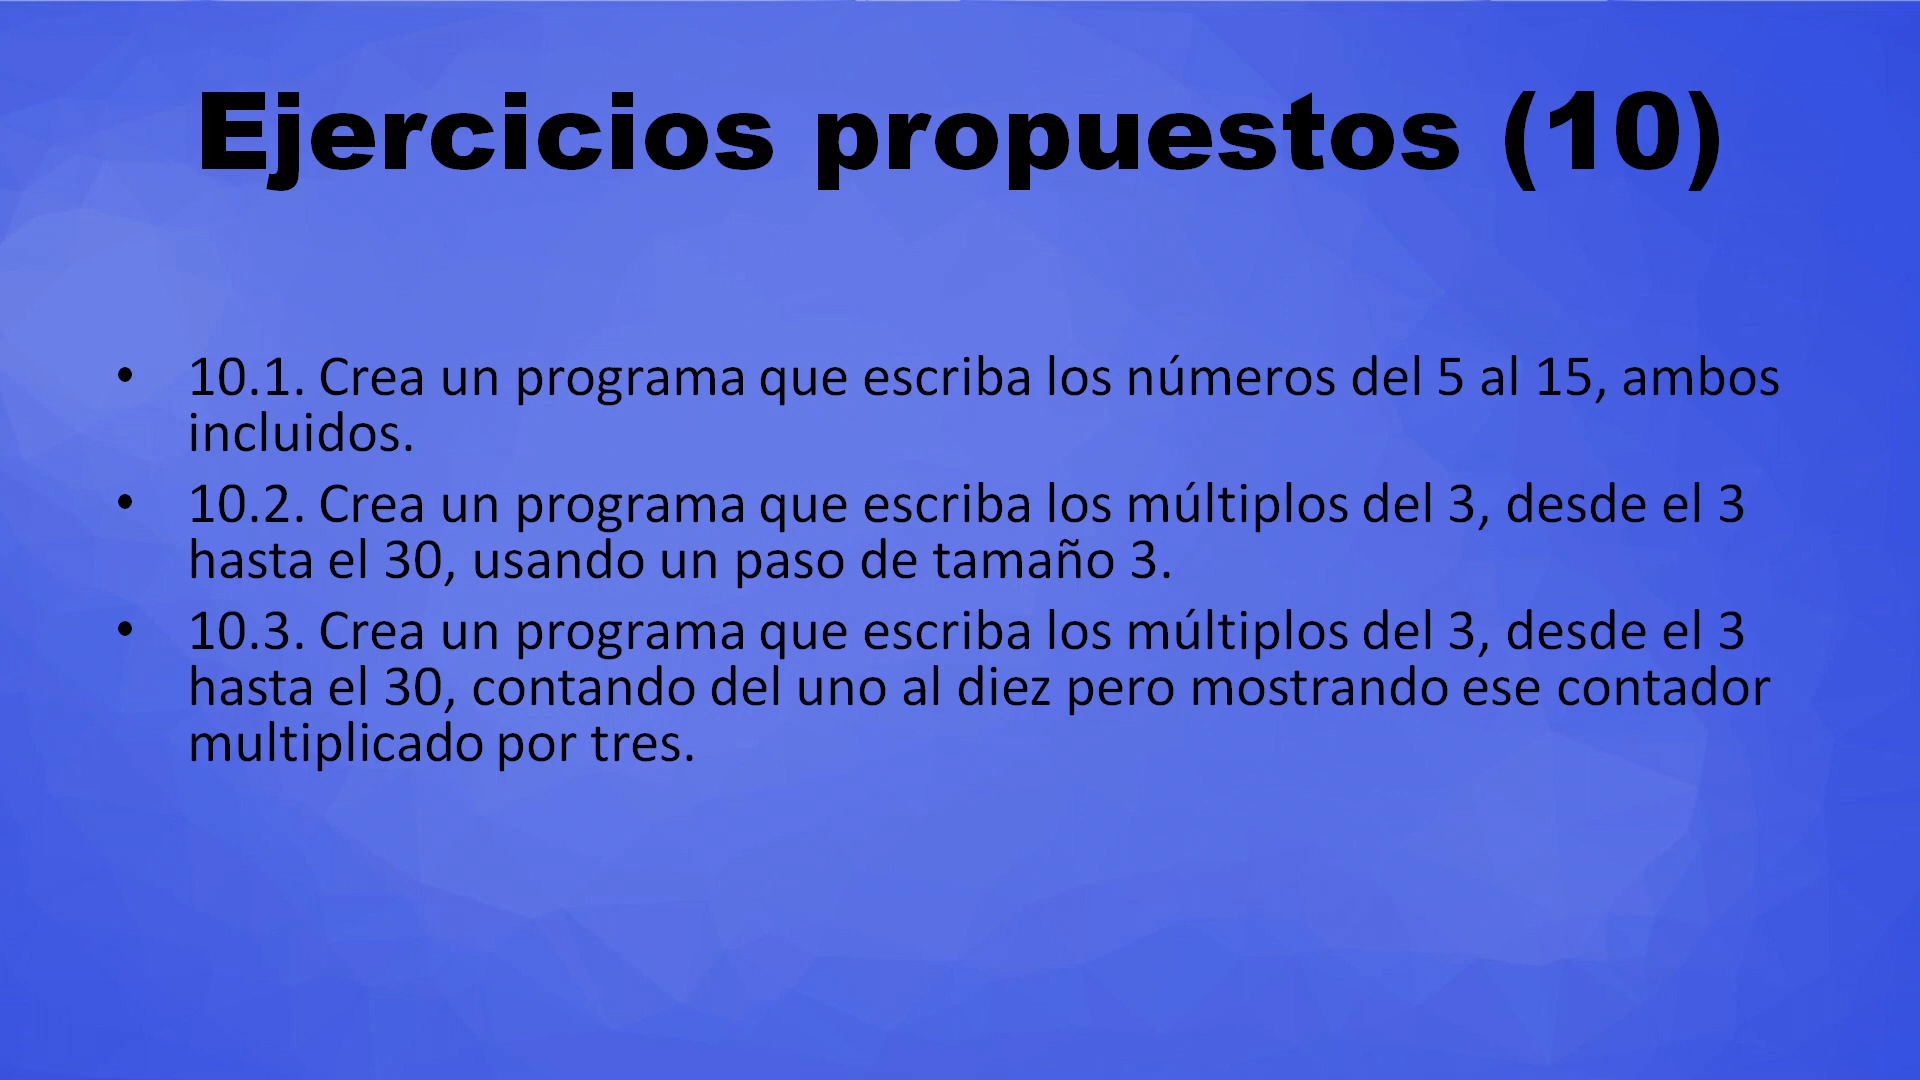 Ejercicios propuestos (10)
• 10.1. Crea un programa que escriba los números del 5 al 15, ambos
incluidos.
• 10.2. Crea un programa que escriba los múltiplos del 3, desde el 3
hasta el 30, usando un paso de tamaño 3.
• 10.3. Crea un programa que escriba los múltiplos del 3, desde el 3
hasta el 30, contando del uno al diez pero mostrando ese contador
multiplicado por tres.